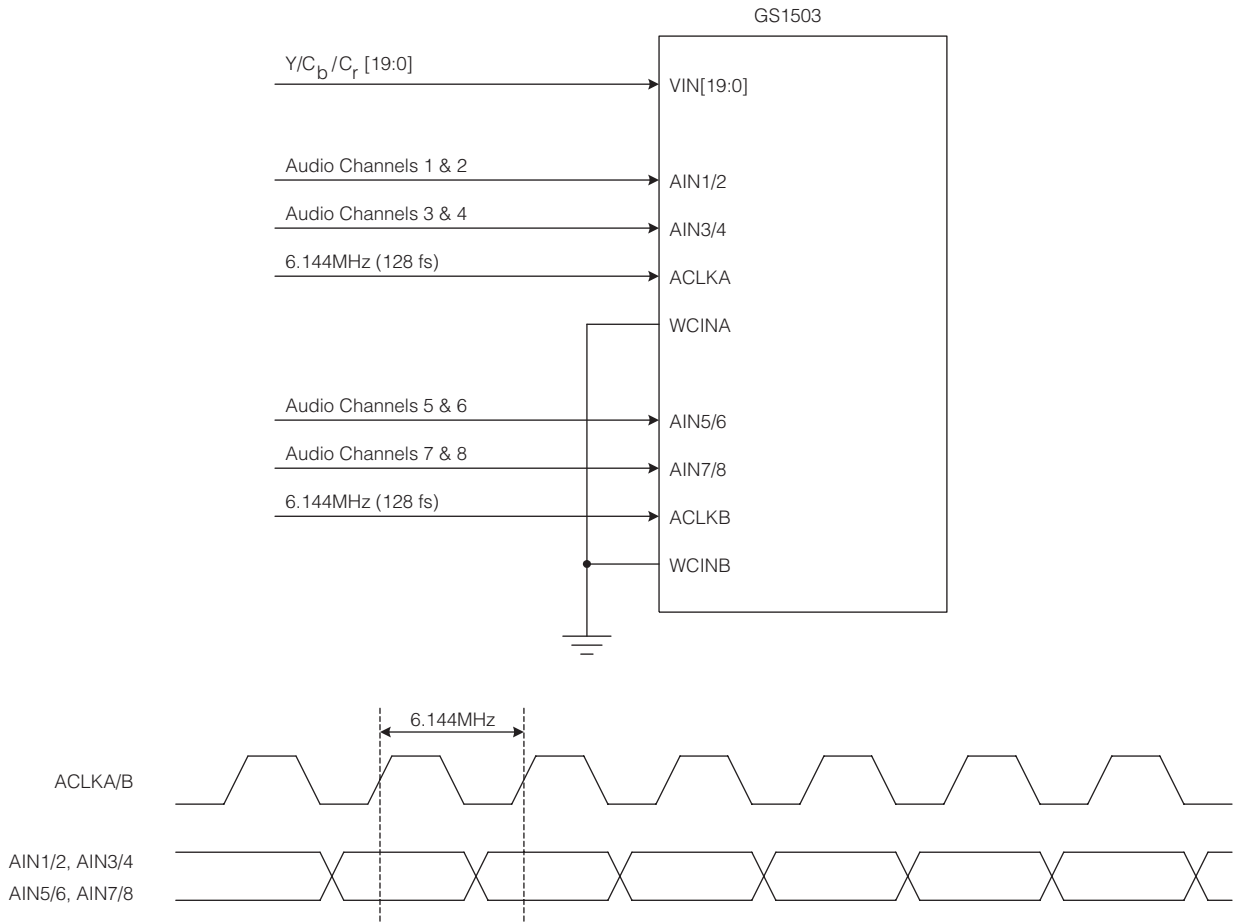 GS1503
Y/Cb/Cr [19:0]
VIN[19:0]
Audio Channels 1 & 2
AIN1/2
Audio Channels 3 & 4
AIN3/4
6.144MHz (128 fs)
ACLKA
WCINA
Audio Channels 5 & 6
AIN5/6
Audio Channels 7 & 8
AIN7/8
6.144MHz (128 fs)
ACLKB
WCINB
6.144MHz
ACLKA/B
AIN1/2, AIN3/4
AIN5/6, AIN7/8